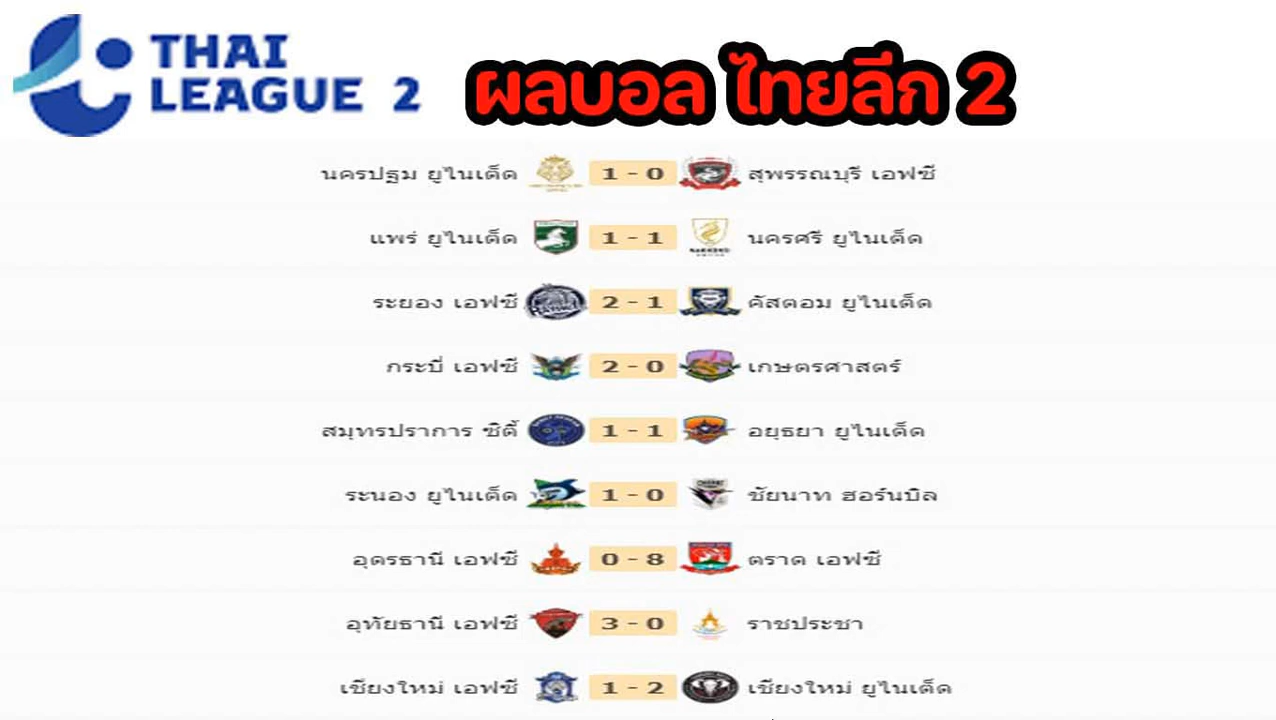 THAI
LEAGUE 2
ผลบอล ไทยลีก 2
นครปฐม ยูไนเต็ด 1 - 0 สุพรรณบุรี เอฟซี
แพร่ ยูไนเต็ด 1 - 1 นครศรี ยูไนเต็ด
ระยอง เอฟซี 2 - 1 คัสตอม ยูไนเต็ด
กระบี่ เอฟซี 2 - 0 เกษตรศาสตร์
สมุทรปราการ ซิตี้ 1 - 1 อยุธยา ยูไนเต็ด
ระนอง ยูไนเต็ด 1 - 0 ชัยนาท ฮอร์นบิล
อุดรธานี เอฟซี 0 - 8 ตราด เอฟซี
อุทัยธานี เอฟซี 3 - 0 ราชประชา
เชียงใหม่ เอฟซี 1 - 2 เชียงใหม่ ยูไนเต็ด